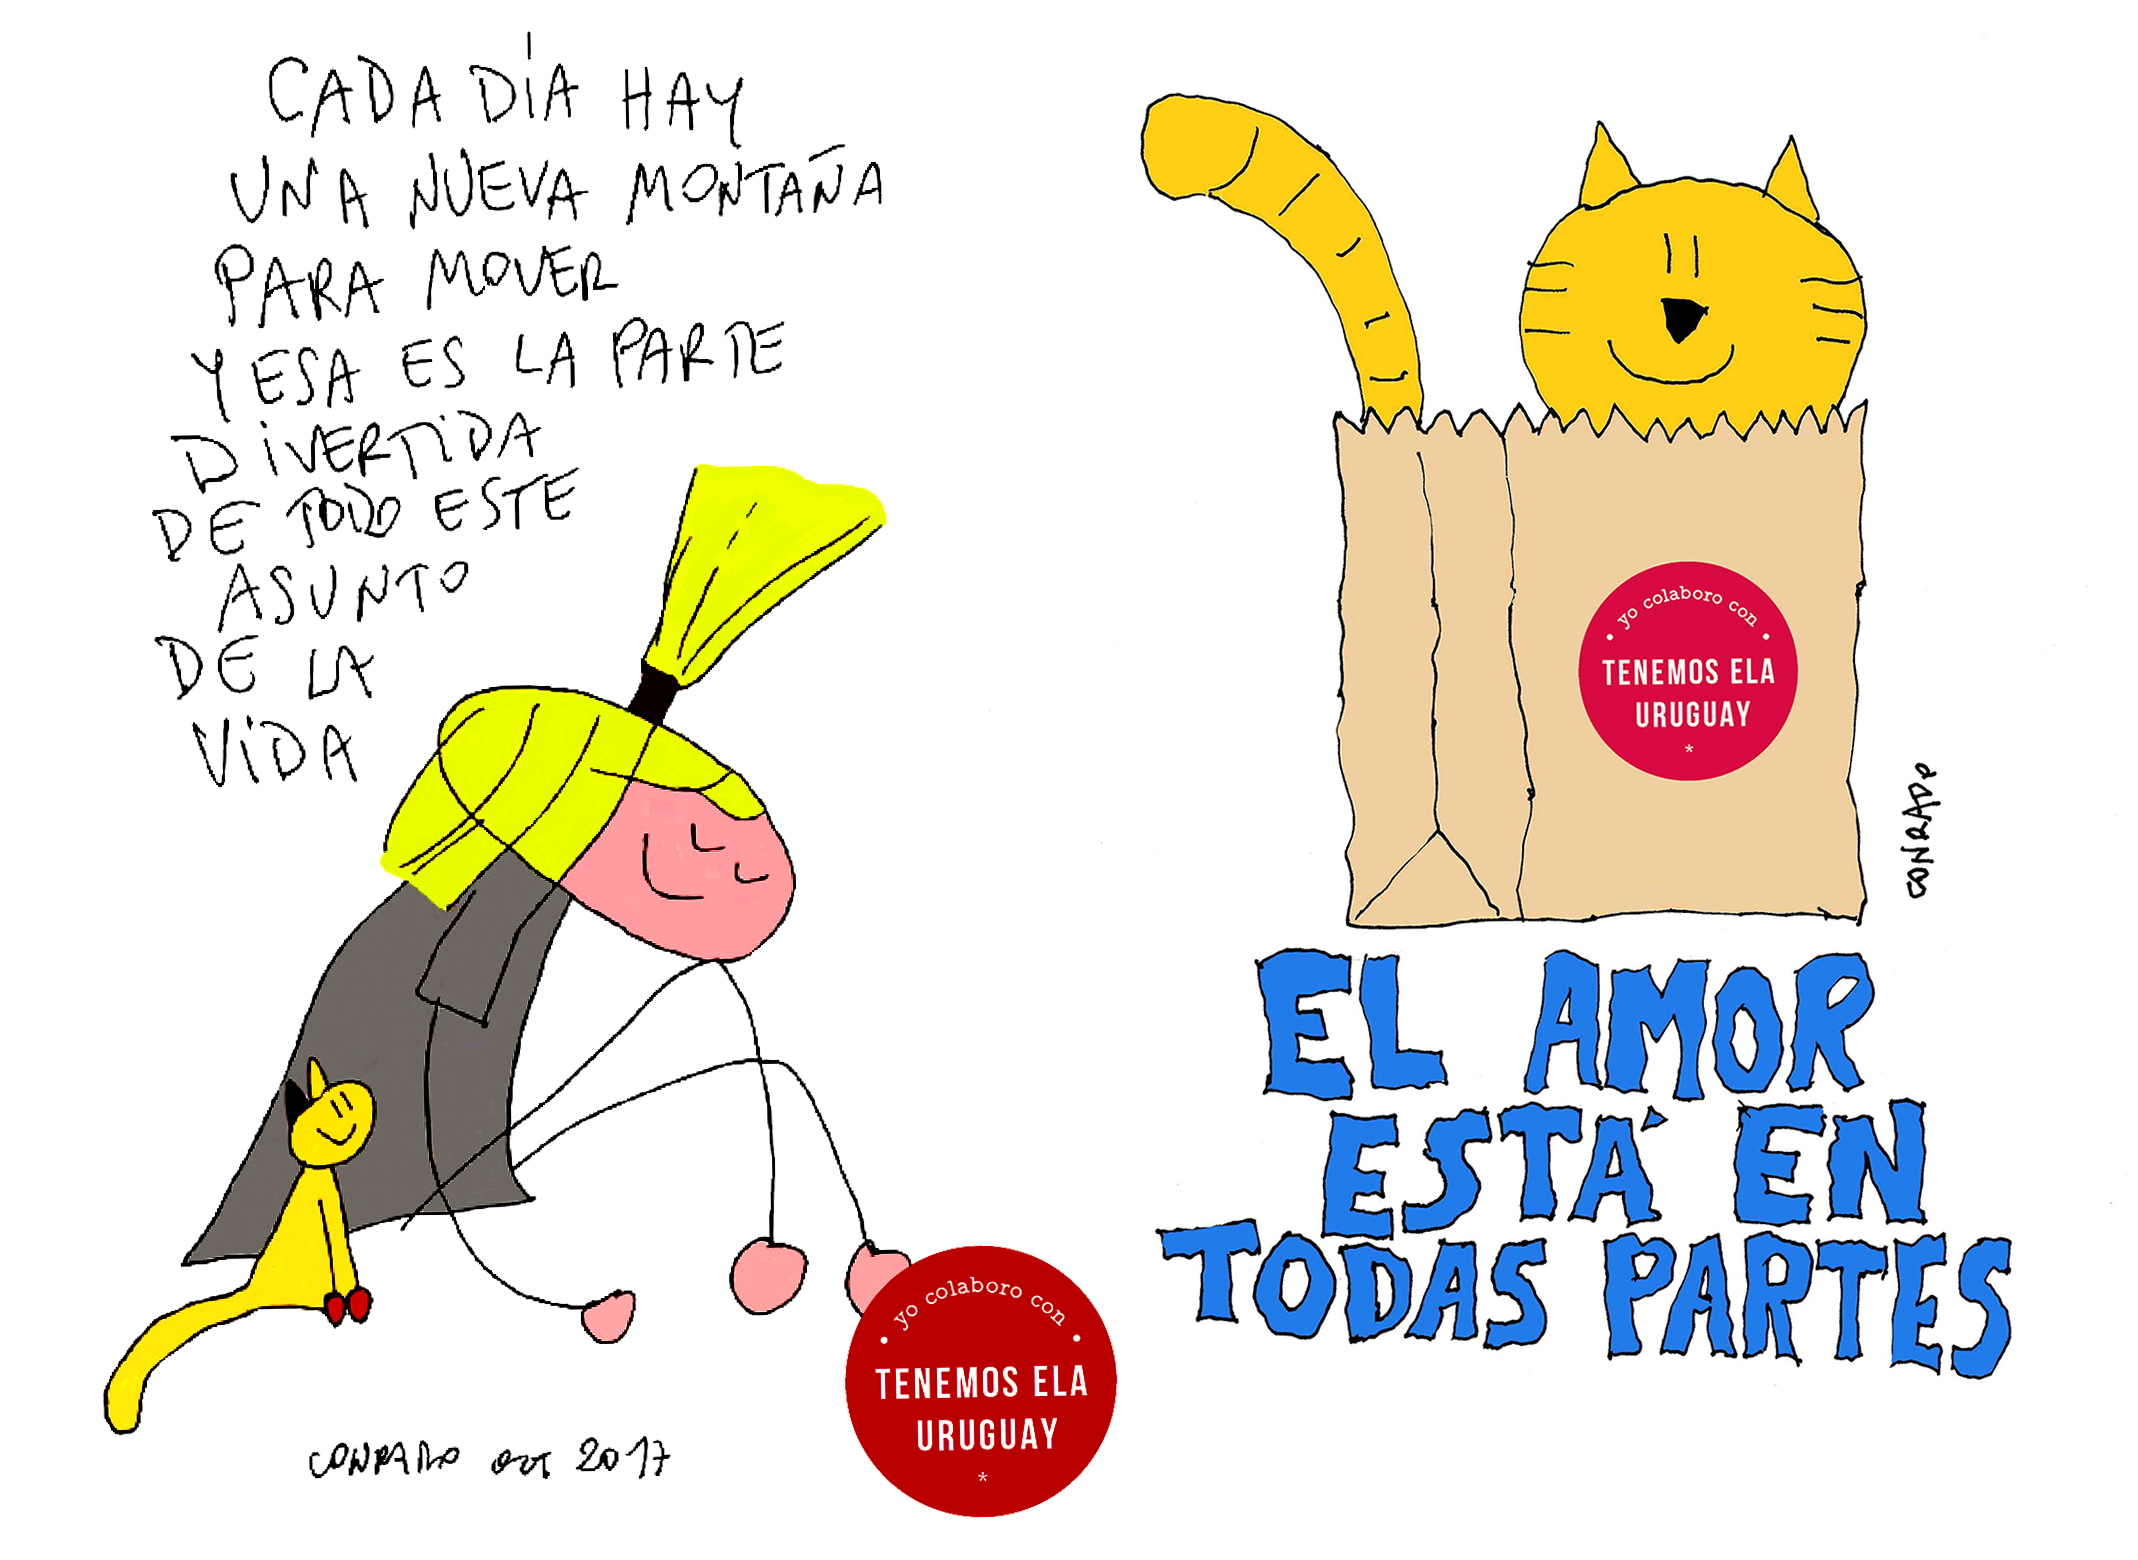 CADA DÍA HAY
UNA NUEVA MONTAÑA
PARA MOVER
Y ESA ES LA PARTE
DIVERTIDA
DE TODO ESTE
ASUNTO
DE LA
VIDA
CONRADO OCT 2017
yo colaboro con
TENEMOS ELA
URUGUAY
*
yo colaboro con
TENEMOS ELA
URUGUAY
*
CONRADO
EL AMOR
ESTÁ EN
TODAS PARTES